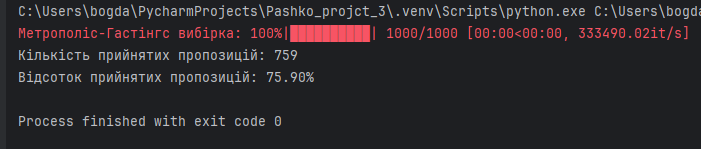 C:\Users\bogda\PycharmProjects\Pashko_projct_3\.venv\Scripts\python.exe C:\Users\bogda
Метрополіс-Гастінгс вибірка: 100%|██████████| 1000/1000 [00:00<00:00, 333490.02it/s]
Кількість прийнятих пропозицій: 759
Відсоток прийнятих пропозицій: 75.90%
Process finished with exit code 0